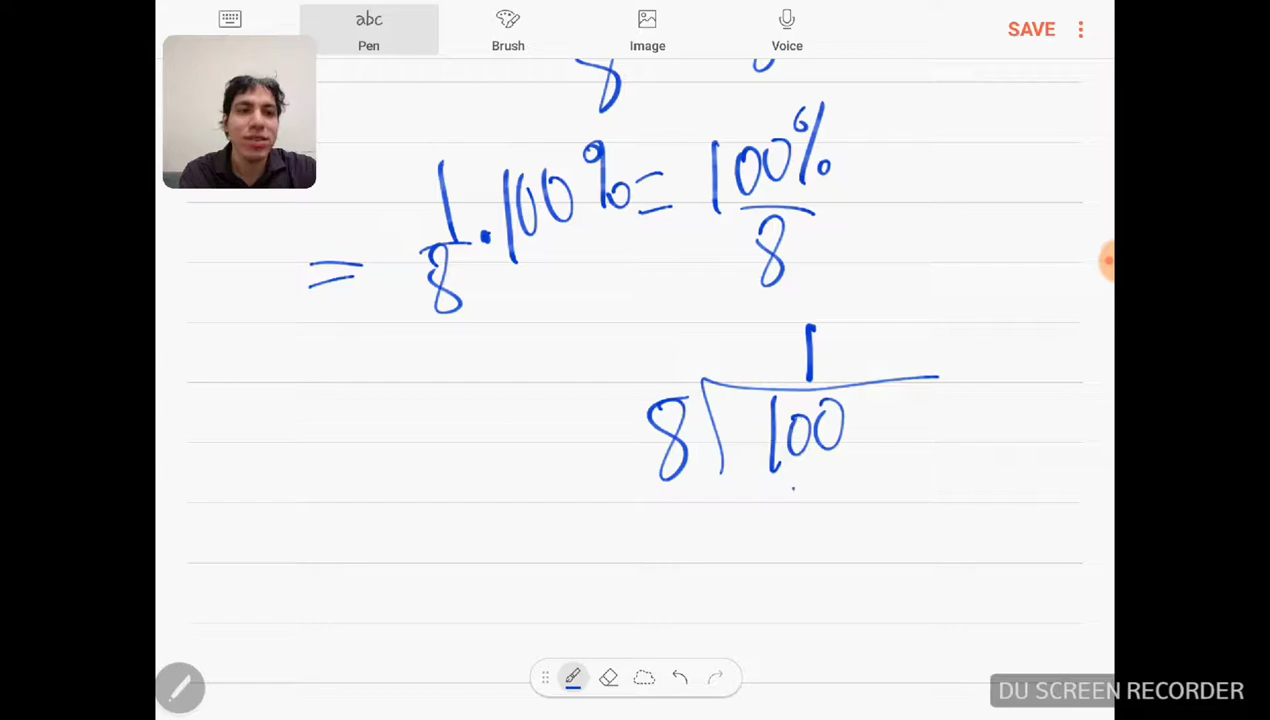 abc
SAVE
Pen
Brush
Image
Voice
= 1/8 . 100% = 100%/8
1
8 100
DU SCREEN RECORDER